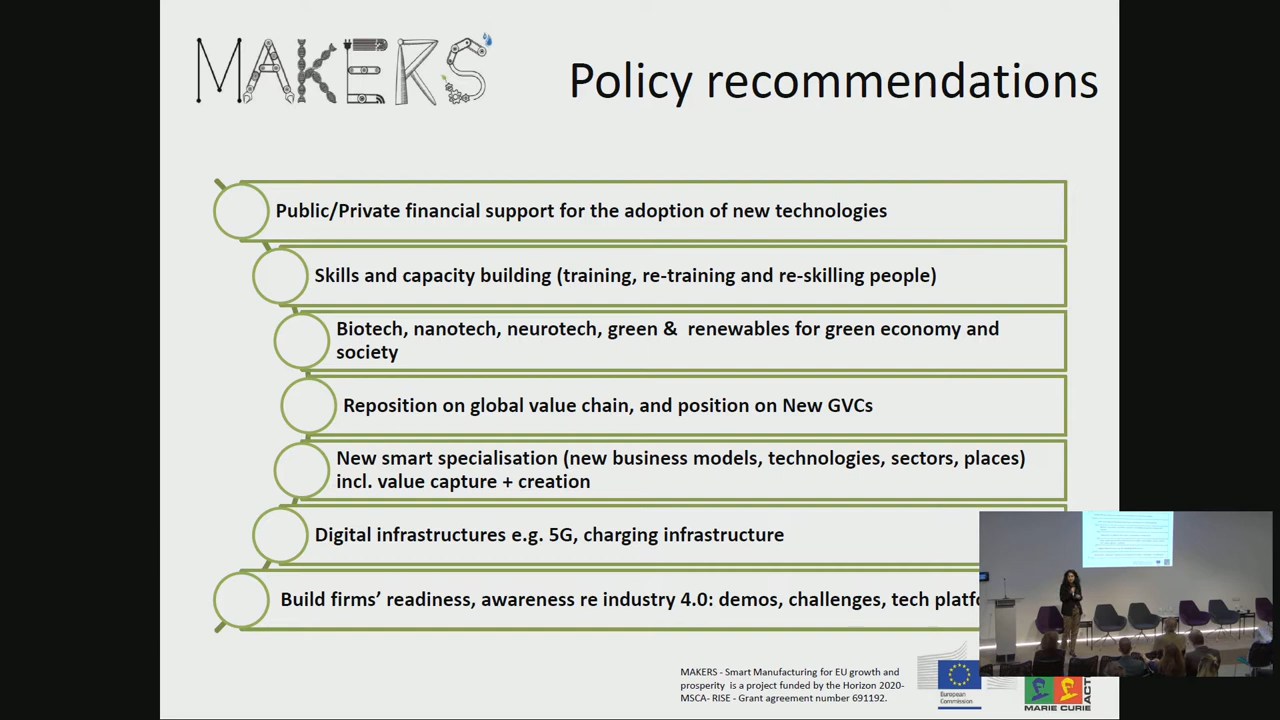 MAKERS
Policy recommendations
Public/Private financial support for the adoption of new technologies
Skills and capacity building (training, re-training and re-skilling people)
Biotech, nanotech, neurotech, green & renewables for green economy and
society
Reposition on global value chain, and position on New GVCs
New smart specialisation (new business models, technologies, sectors, places)
incl. value capture + creation
Digital infrastructures e.g. 5G, charging infrastructure
Build firms’ readiness, awareness re industry 4.0: demos, challenges, tech
MAKERS - Smart Manufacturing for EU growth and
prosperity is a project funded by the Horizon 2020-
MSCA- RISE - Grant agreement number 691192.
European
Commission
MARIE CURIE